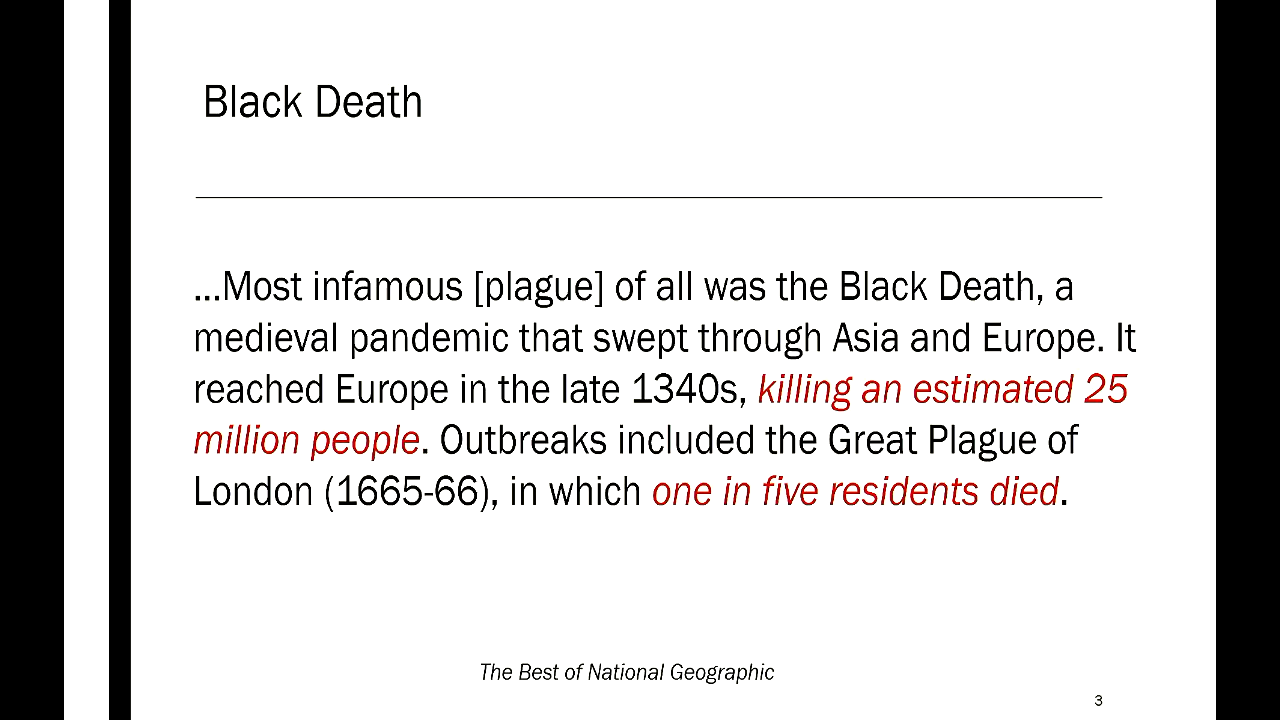 Black Death
...Most infamous [plague] of all was the Black Death, a
medieval pandemic that swept through Asia and Europe. It
reached Europe in the late 1340s, killing an estimated 25
million people. Outbreaks included the Great Plague of
London (1665-66), in which one in five residents died.
The Best of National Geographic
3